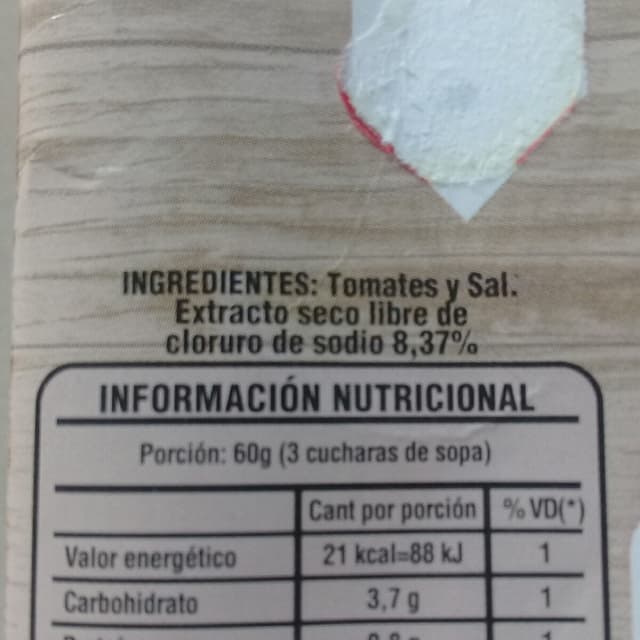 INGREDIENTES: Tomates y Sal.
Extracto seco libre de
cloruro de sodio 8,37%
INFORMACIÓN NUTRICIONAL
Porción: 60g (3 cucharas de sopa)
Cant por porción % VD(*)
Valor energético 21 kcal=88 kJ 1
Carbohidrato 3,7 g 1